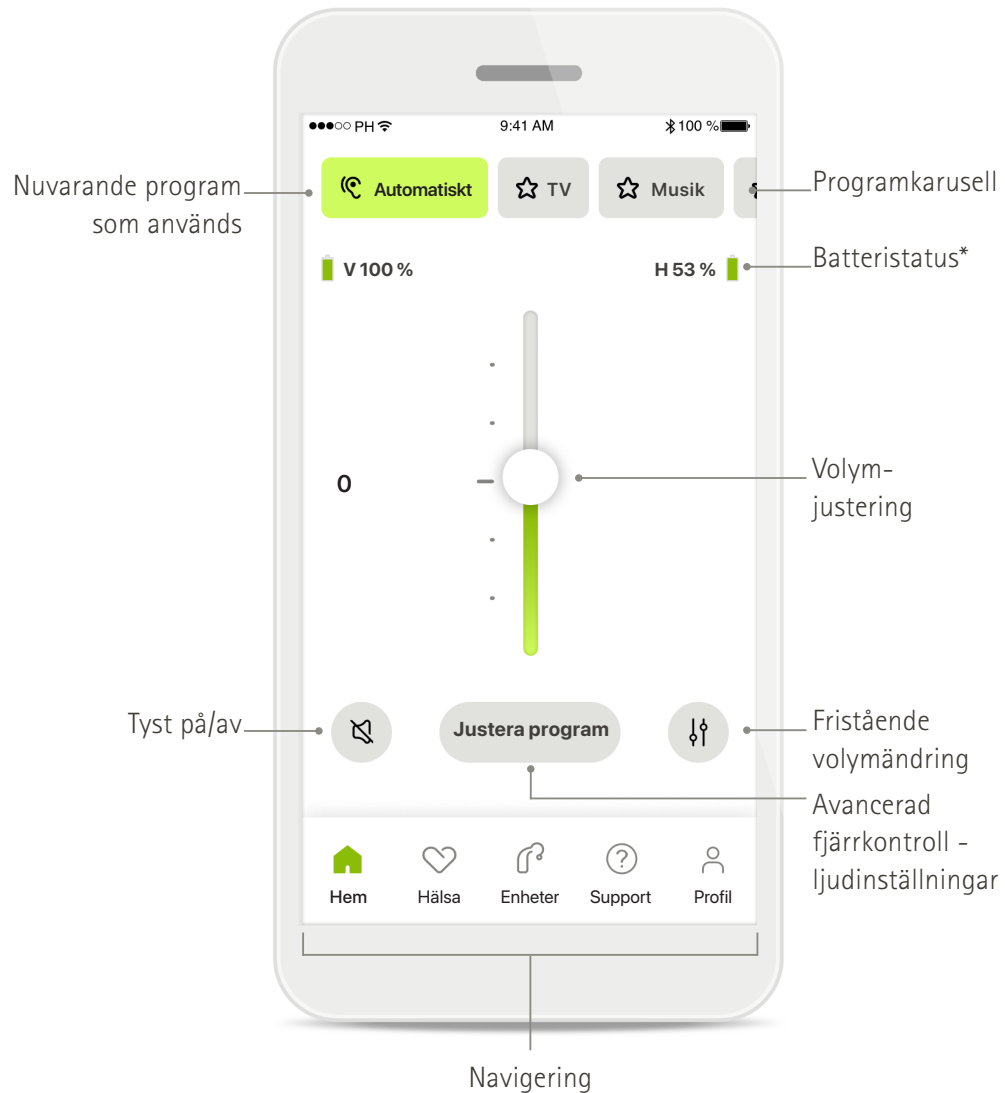 PH 9:41 AM 100 %
Nuvarande program
som används
Automatiskt TV Musik
Programkarusell
V 100 % H 53 %
Batteristatus*
0
Volym-
justering
Tyst på/av
Justera program
Fristående
volymändring
Avancerad
fjärrkontroll -
ljudinställningar
Hem Hälsa Enheter Support Profil
Navigering